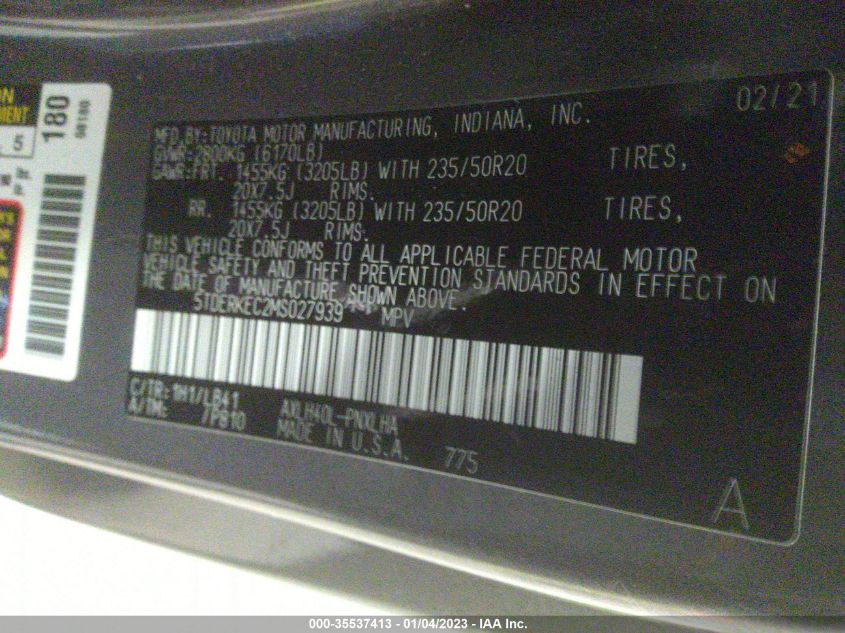 ON
MENT
5
180
08180
02/21
MFD.BY:TOYOTA MOTOR MANUFACTURING, INDIANA, INC.
GVWR:2800KG (6170LB)
GAWR:FRT. 1455KG (3205LB) WITH 235/50R20 TIRES,
20X7.5J RIMS.
RR. 1455KG (3205LB) WITH 235/50R20 TIRES,
20X7.5J RIMS.
THIS VEHICLE CONFORMS TO ALL APPLICABLE FEDERAL MOTOR
VEHICLE SAFETY AND THEFT PREVENTION STANDARDS IN EFFECT ON
THE DATE OF MANUFACTURE SHOWN ABOVE.
5TDERKEC2MS027939 MPV
C/TR:1H1/LB41
A/TM: 7P810 AXLH40L-PNXLHA
MADE IN U.S.A. 775
A
000-35537413 - 01/04/2023 - IAA Inc.